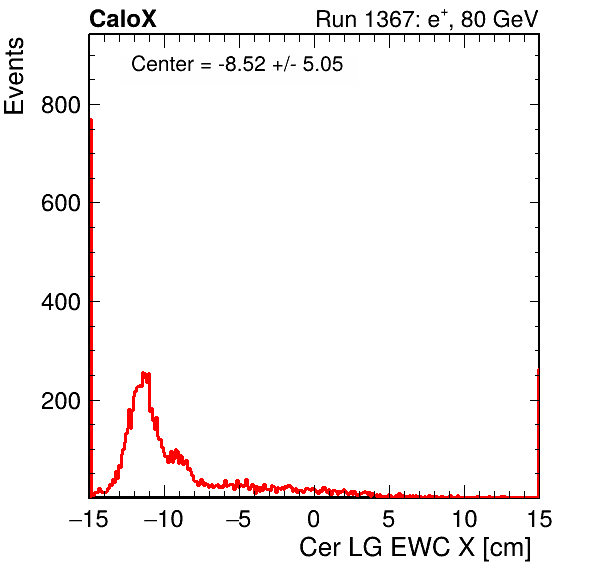 CaloX Run 1367: e+, 80 GeV
Center = -8.52 +/- 5.05
Events
800
600
400
200
−15 −10 −5 0 5 10 15
Cer LG EWC X [cm]